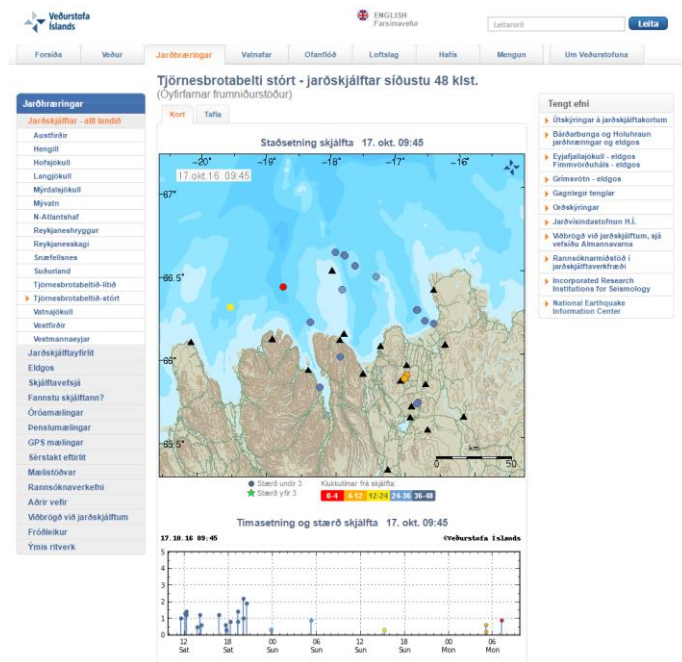 Veðurstofa
Íslands
ENGLISH
Farsímavefur
Leitarorð
Leita
Forsíða
Veður
Jarðhræringar
Vatnafar
Ofanflóð
Loftslag
Hafís
Mengun
Um Veðurstofuna
Tjörnesbrotabelti stórt - jarðskjálftar síðustu 48 klst.
(Óyfirfarnar frumniðurstöður)
Jarðhræringar
Jarðskjálftar - allt landið
Austfirðir
Hengill
Hofsjökull
Langjökull
Mýrdalsjökull
Mývatn
N-Atlantshaf
Reykjaneshryggur
Reykjanesskagi
Snæfellsnes
Suðurland
Tjörnesbrotabeltið-lítið
Tjörnesbrotabeltið-stórt
Vatnajökull
Vestfirðir
Vestmannaeyjar
Jarðskjálftayfirlit
Eldgos
Skjálftavefsjá
Fannstu skjálftann?
Óróamælingar
Þenslumælingar
GPS mælingar
Sérstakt eftirlit
Mælistöðvar
Rannsóknaverkefni
Aðrir vefir
Viðbrögð við jarðskjálftum
Fróðleikur
Ýmis ritverk
Kort
Tafla
Staðsetning skjálfta 17. okt. 09:45
-20° -19° -18° -17° -16°
17.okt.16 09:45
67°
66.5°
66°
65.5°
km
0 50
Stærð undir 3
Stærð yfir 3
Klukkutímar frá skjálfta:
0-4 4-12 12-24 24-36 36-48
Tímasetning og stærð skjálfta 17. okt. 09:45
17.10.16 09:45
©Veðurstofa Íslands
5
4
3
2
1
0
12 18 00 06 12 18 00 06
Sat Sat Sun Sun Sun Sun Mon Mon
Tengt efni
Útskýringar á jarðskjálftakortum
Bárðarbunga og Holuhraun
jarðhræringar og eldgos
Eyjafjallajökull - eldgos
Fimmvörðuháls - eldgos
Grímsvötn - eldgos
Gagnlegir tenglar
Orðskýringar
Jarðvísindastofnun H.Í.
Viðbrögð við jarðskjálftum, sjá
vefsíðu Almannavarna
Rannsóknarmiðstöð í
jarðskjálftaverkfræði
Incorporated Research
Institutions for Seismology
National Earthquake
Information Center